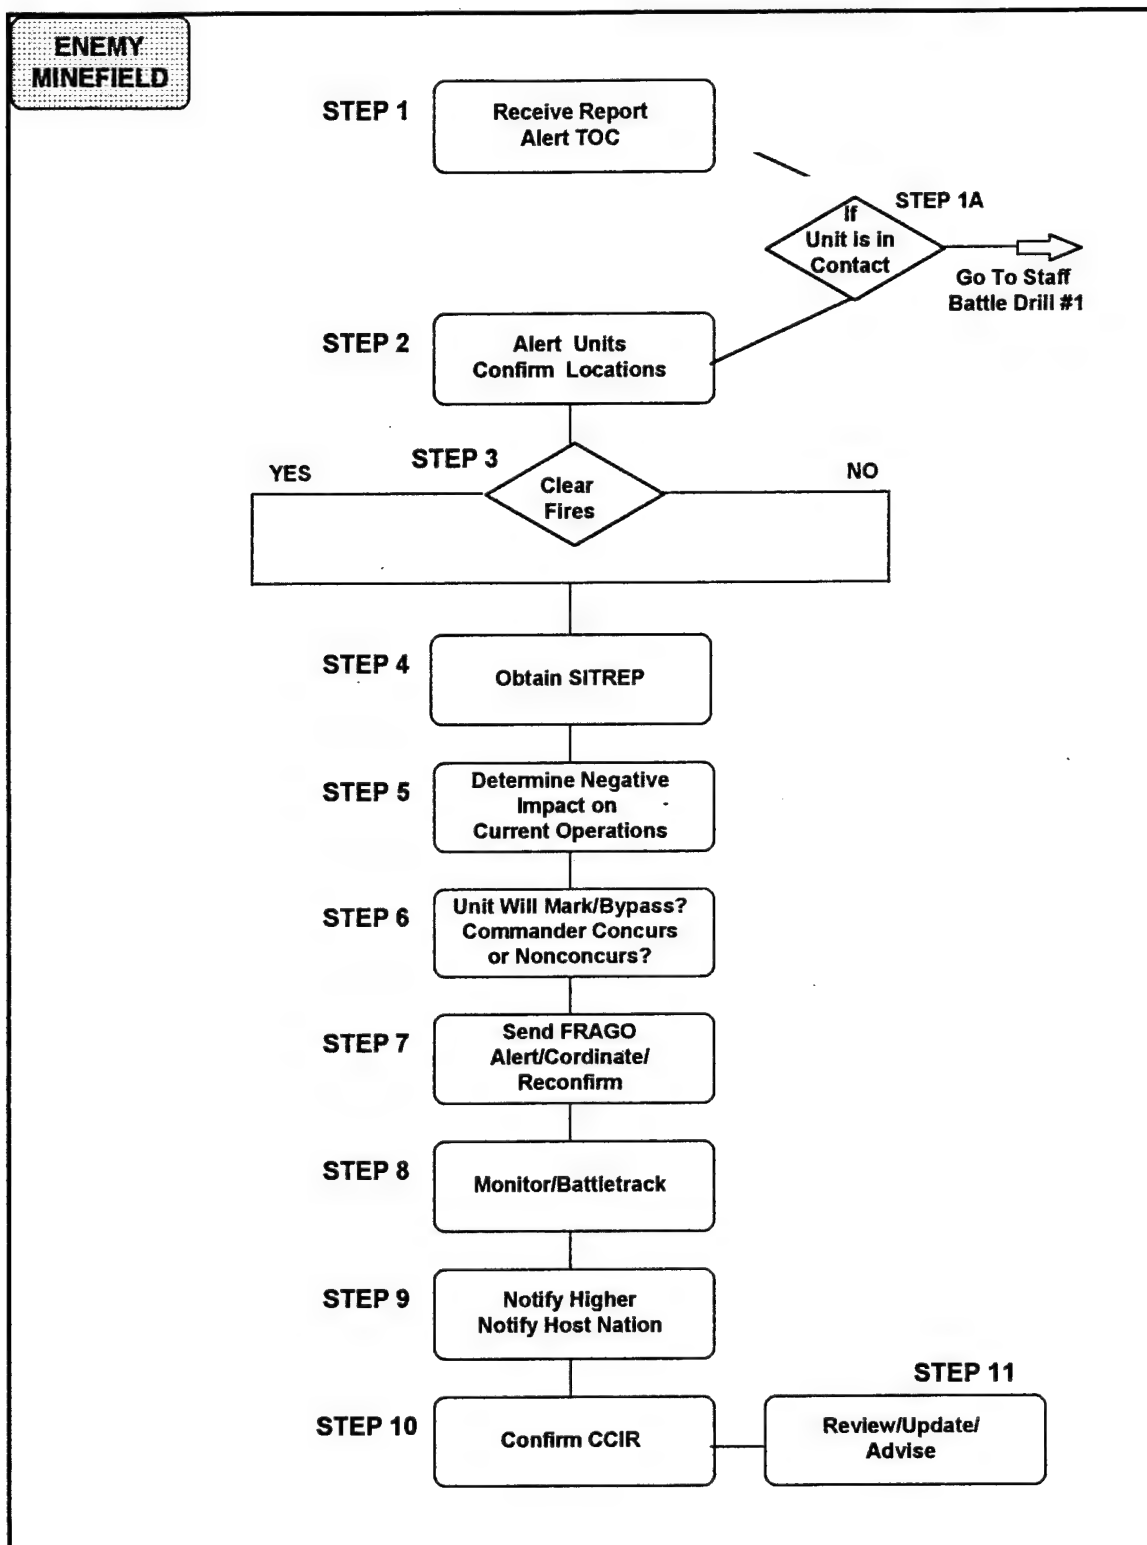 ENEMY
MINEFIELD
STEP 1
Receive Report
Alert TOC
STEP 1A
If
Unit is in
Contact
Go To Staff
Battle Drill #1
STEP 2
Alert Units
Confirm Locations
STEP 3
YES
NO
Clear
Fires
STEP 4
Obtain SITREP
STEP 5
Determine Negative
Impact on
Current Operations
STEP 6
Unit Will Mark/Bypass?
Commander Concurs
or Nonconcurs?
STEP 7
Send FRAGO
Alert/Cordinate/
Reconfirm
STEP 8
Monitor/Battletrack
STEP 9
Notify Higher
Notify Host Nation
STEP 10
Confirm CCIR
STEP 11
Review/Update/
Advise